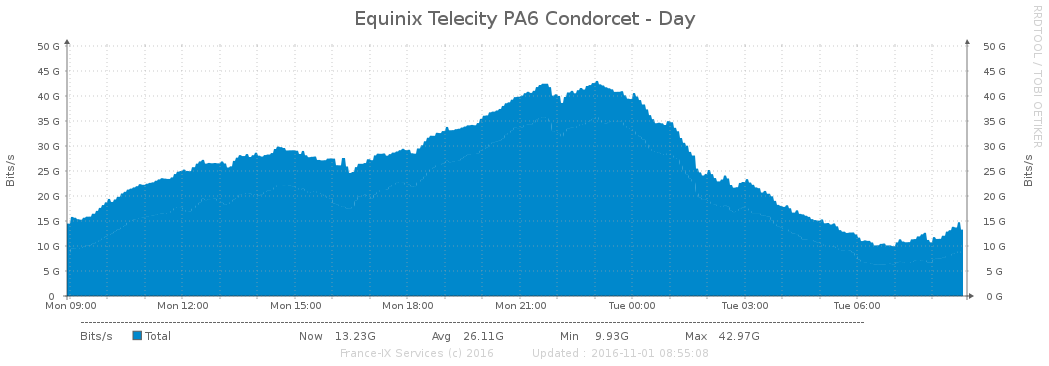 Equinix Telecity PA6 Condorcet - Day
RRDTOOL / TOBI OETIKER
Bits/s
50 G 50 G
45 G 45 G
40 G 40 G
35 G 35 G
30 G 30 G
25 G 25 G
20 G 20 G
15 G 15 G
10 G 10 G
5 G 5 G
0 0 G
Bits/s
Mon 09:00 Mon 12:00 Mon 15:00 Mon 18:00 Mon 21:00 Tue 00:00 Tue 03:00 Tue 06:00
Bits/s Total Now 13.23G Avg 26.11G Min 9.93G Max 42.97G
France-IX Services (c) 2016 Updated : 2016-11-01 08:55:08